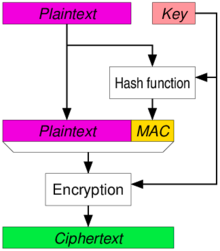 Plaintext Key
Hash function
Plaintext MAC
Encryption
Ciphertext